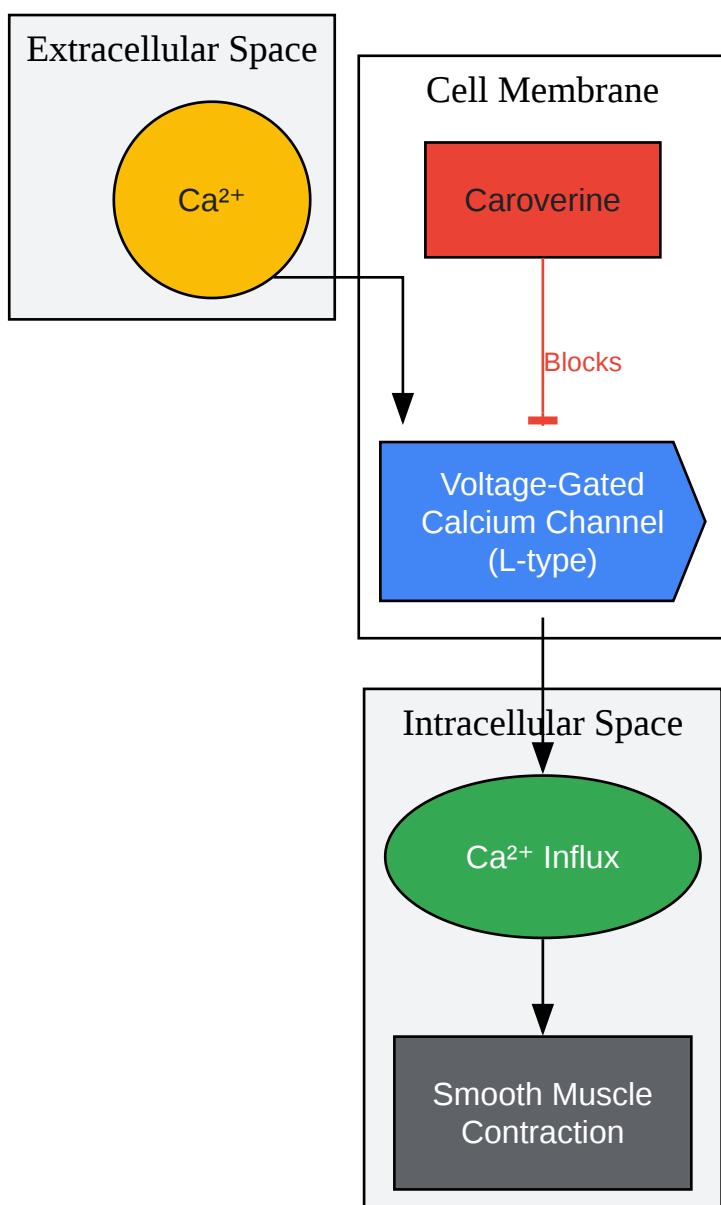 Extracellular Space
Ca²⁺
Cell Membrane
Caroverine
Blocks
Voltage-Gated
Calcium Channel
(L-type)
Intracellular Space
Ca²⁺ Influx
Smooth Muscle
Contraction